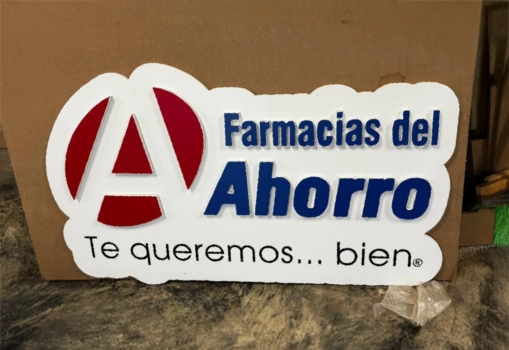 Farmacias del
Ahorro
Te queremos... bien®